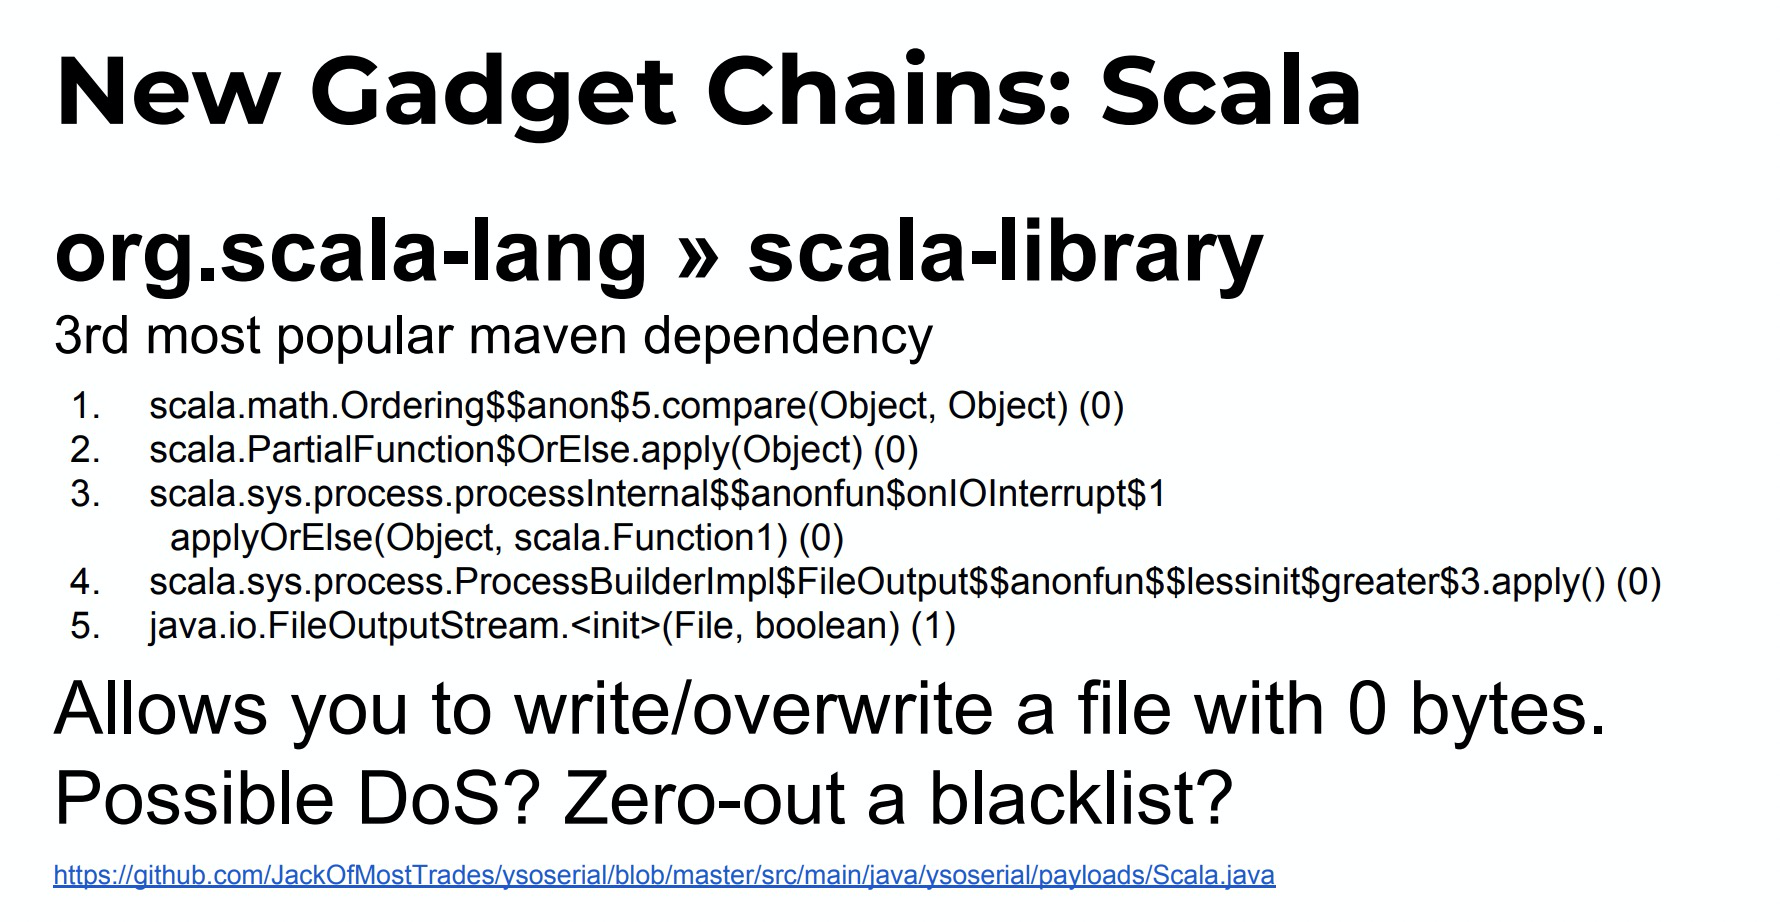 New Gadget Chains: Scala
org.scala-lang » scala-library
3rd most popular maven dependency
1. scala.math.Ordering$$anon$5.compare(Object, Object) (0)
2. scala.PartialFunction$OrElse.apply(Object) (0)
3. scala.sys.process.processInternal$$anonfun$onIOInterrupt$1
applyOrElse(Object, scala.Function1) (0)
4. scala.sys.process.ProcessBuilderImpl$FileOutput$$anonfun$$lessinit$greater$3.apply() (0)
5. java.io.FileOutputStream.<init>(File, boolean) (1)
Allows you to write/overwrite a file with 0 bytes.
Possible DoS? Zero-out a blacklist?
https://github.com/JackOfMostTrades/ysoserial/blob/master/src/main/java/ysoserial/payloads/Scala.java